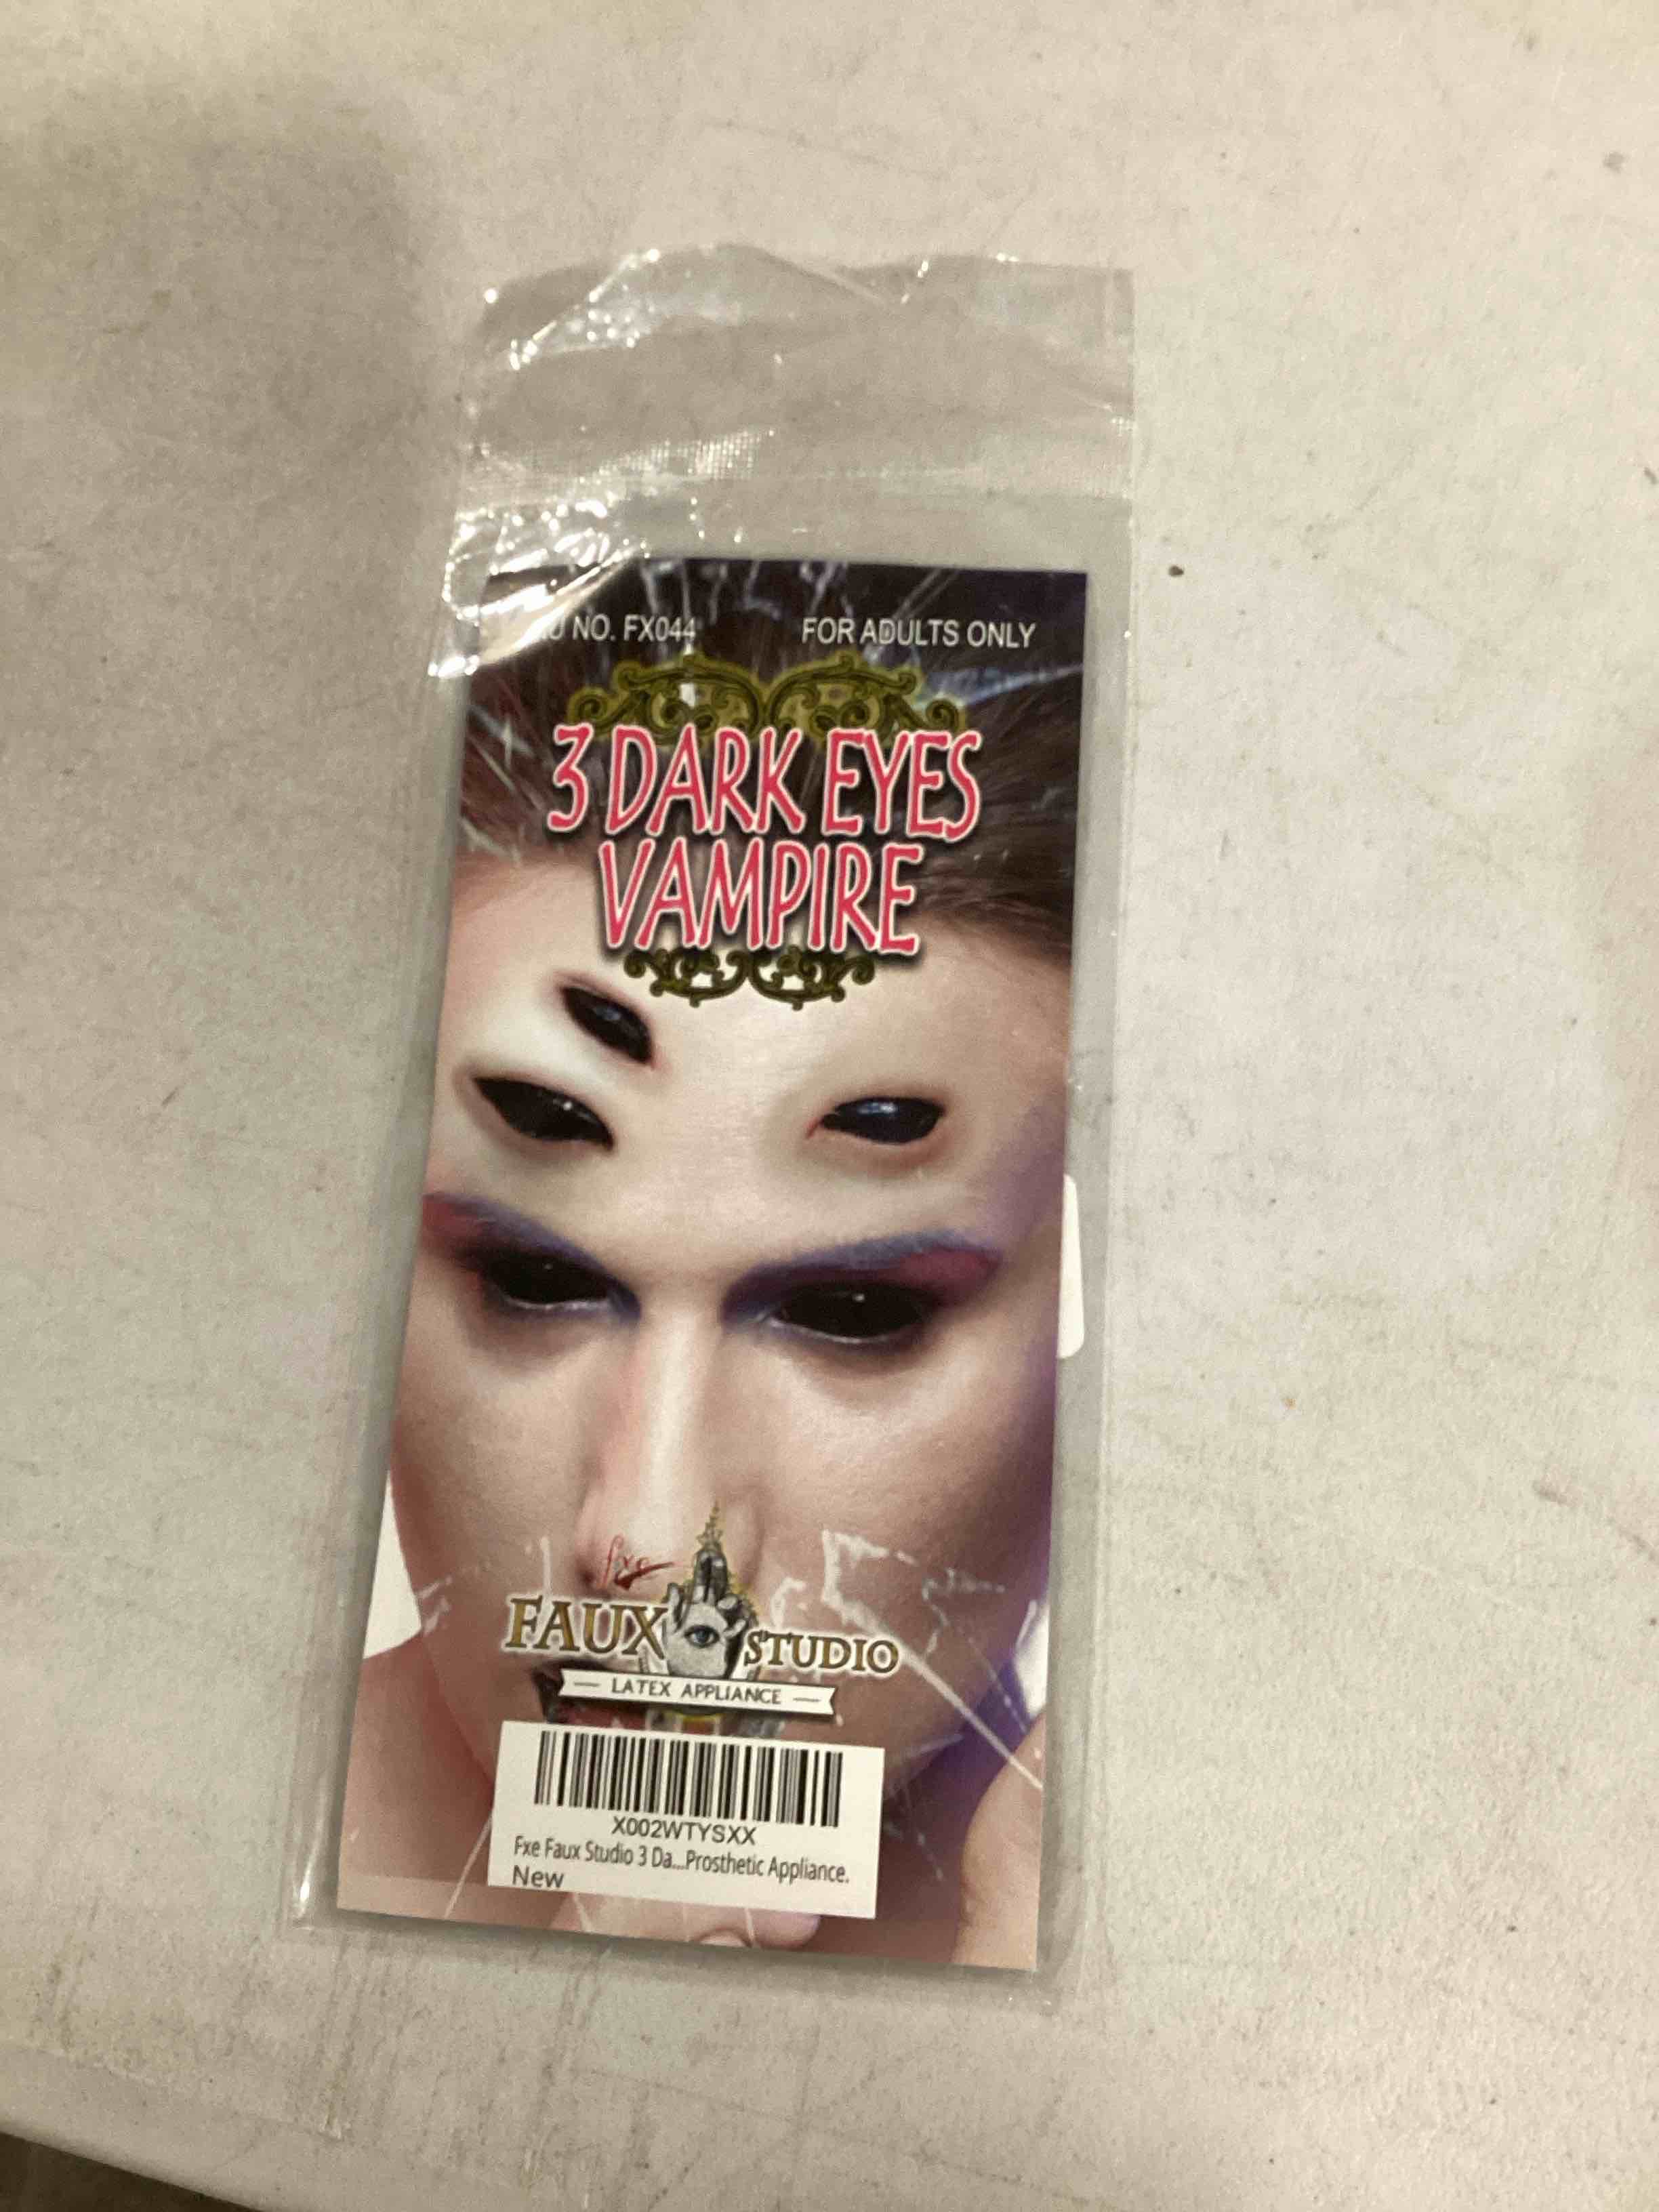 NO. FX044 FOR ADULTS ONLY
3 DARK EYES
VAMPIRE
fxe
FAUX STUDIO
LATEX APPLIANCE
X002WTYSXX
Fxe Faux Studio 3 Da...Prosthetic Appliance.
New